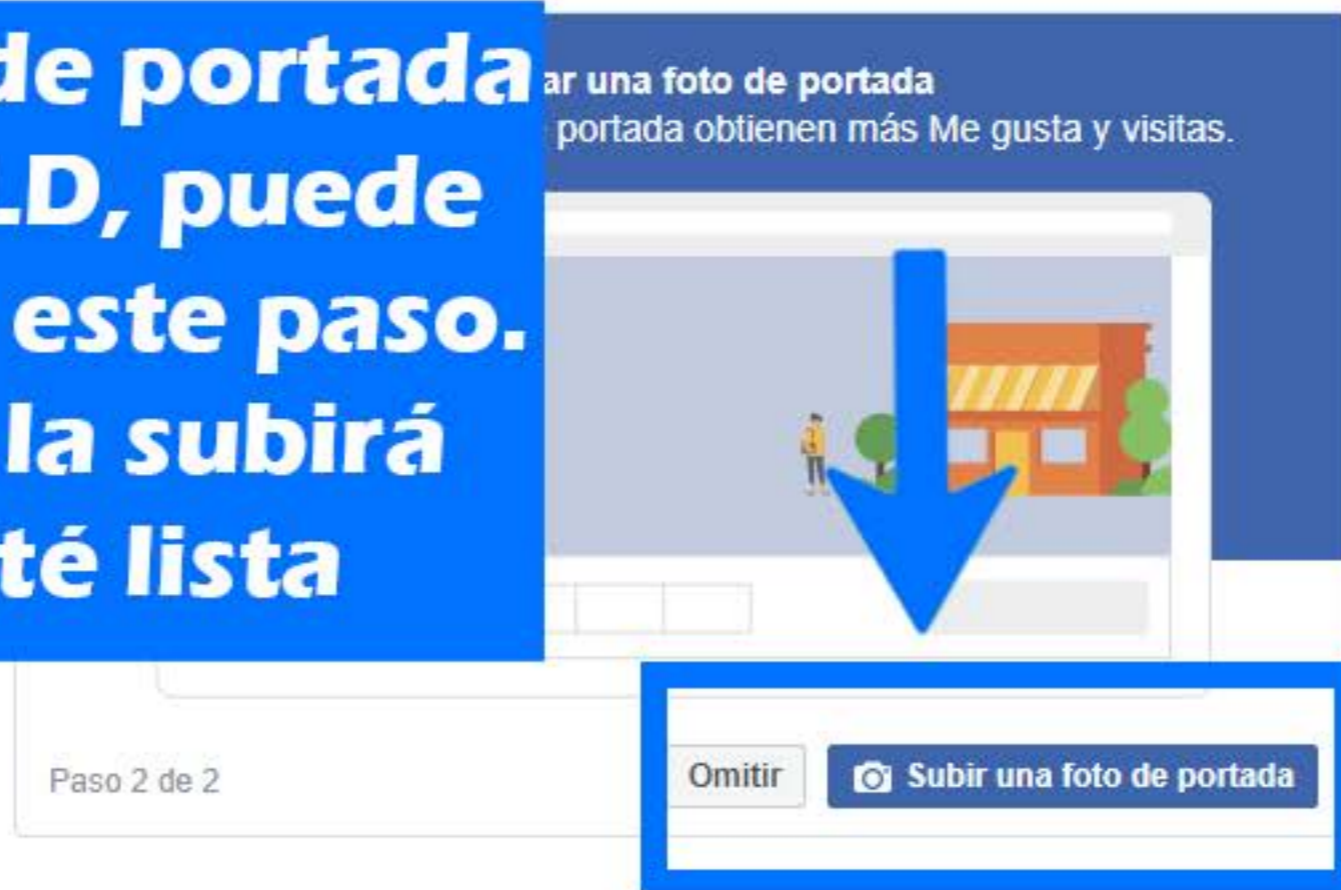 de portada
LD, puede
este paso.
la subirá
té lista
ar una foto de portada
portada obtienen más Me gusta y visitas.
Paso 2 de 2
Omitir
Subir una foto de portada